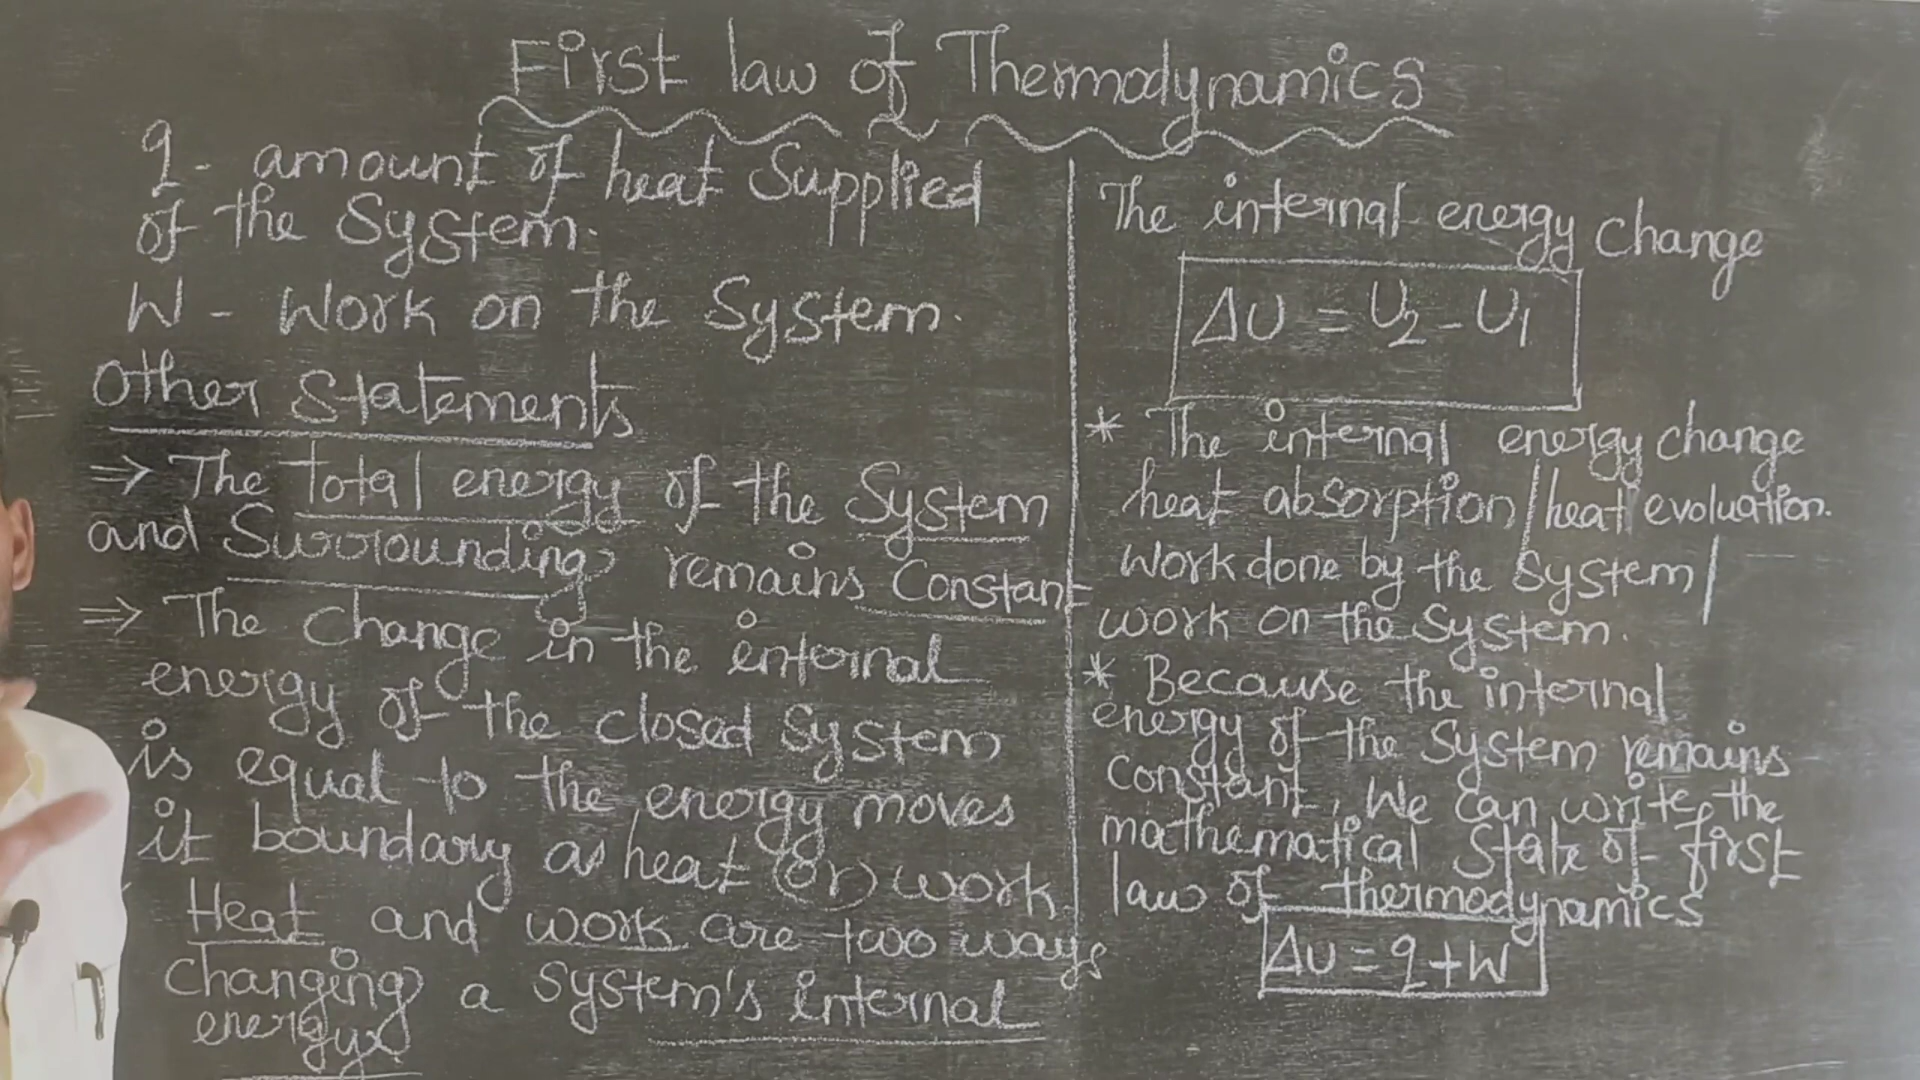 First law of Thermodynamics
q - amount of heat Supplied
of the System.
W - Work on the System.
Other Statements
⇒ The total energy of the System
and Surrounding remains Constant
⇒ The Change in the internal
energy of the closed System
is equal to the energy moves
it boundary as heat (or) work.
Heat and work are two ways
Changing a System's internal
energy
The internal energy change
ΔU = U₂ - U₁
* The internal energy change
heat absorption / heat evoluation.
Work done by the System /
work on the System.
* Because the internal
energy of the System remains
Constant, We Can write the
mathematical State of first
law of thermodynamics
ΔU = q + W